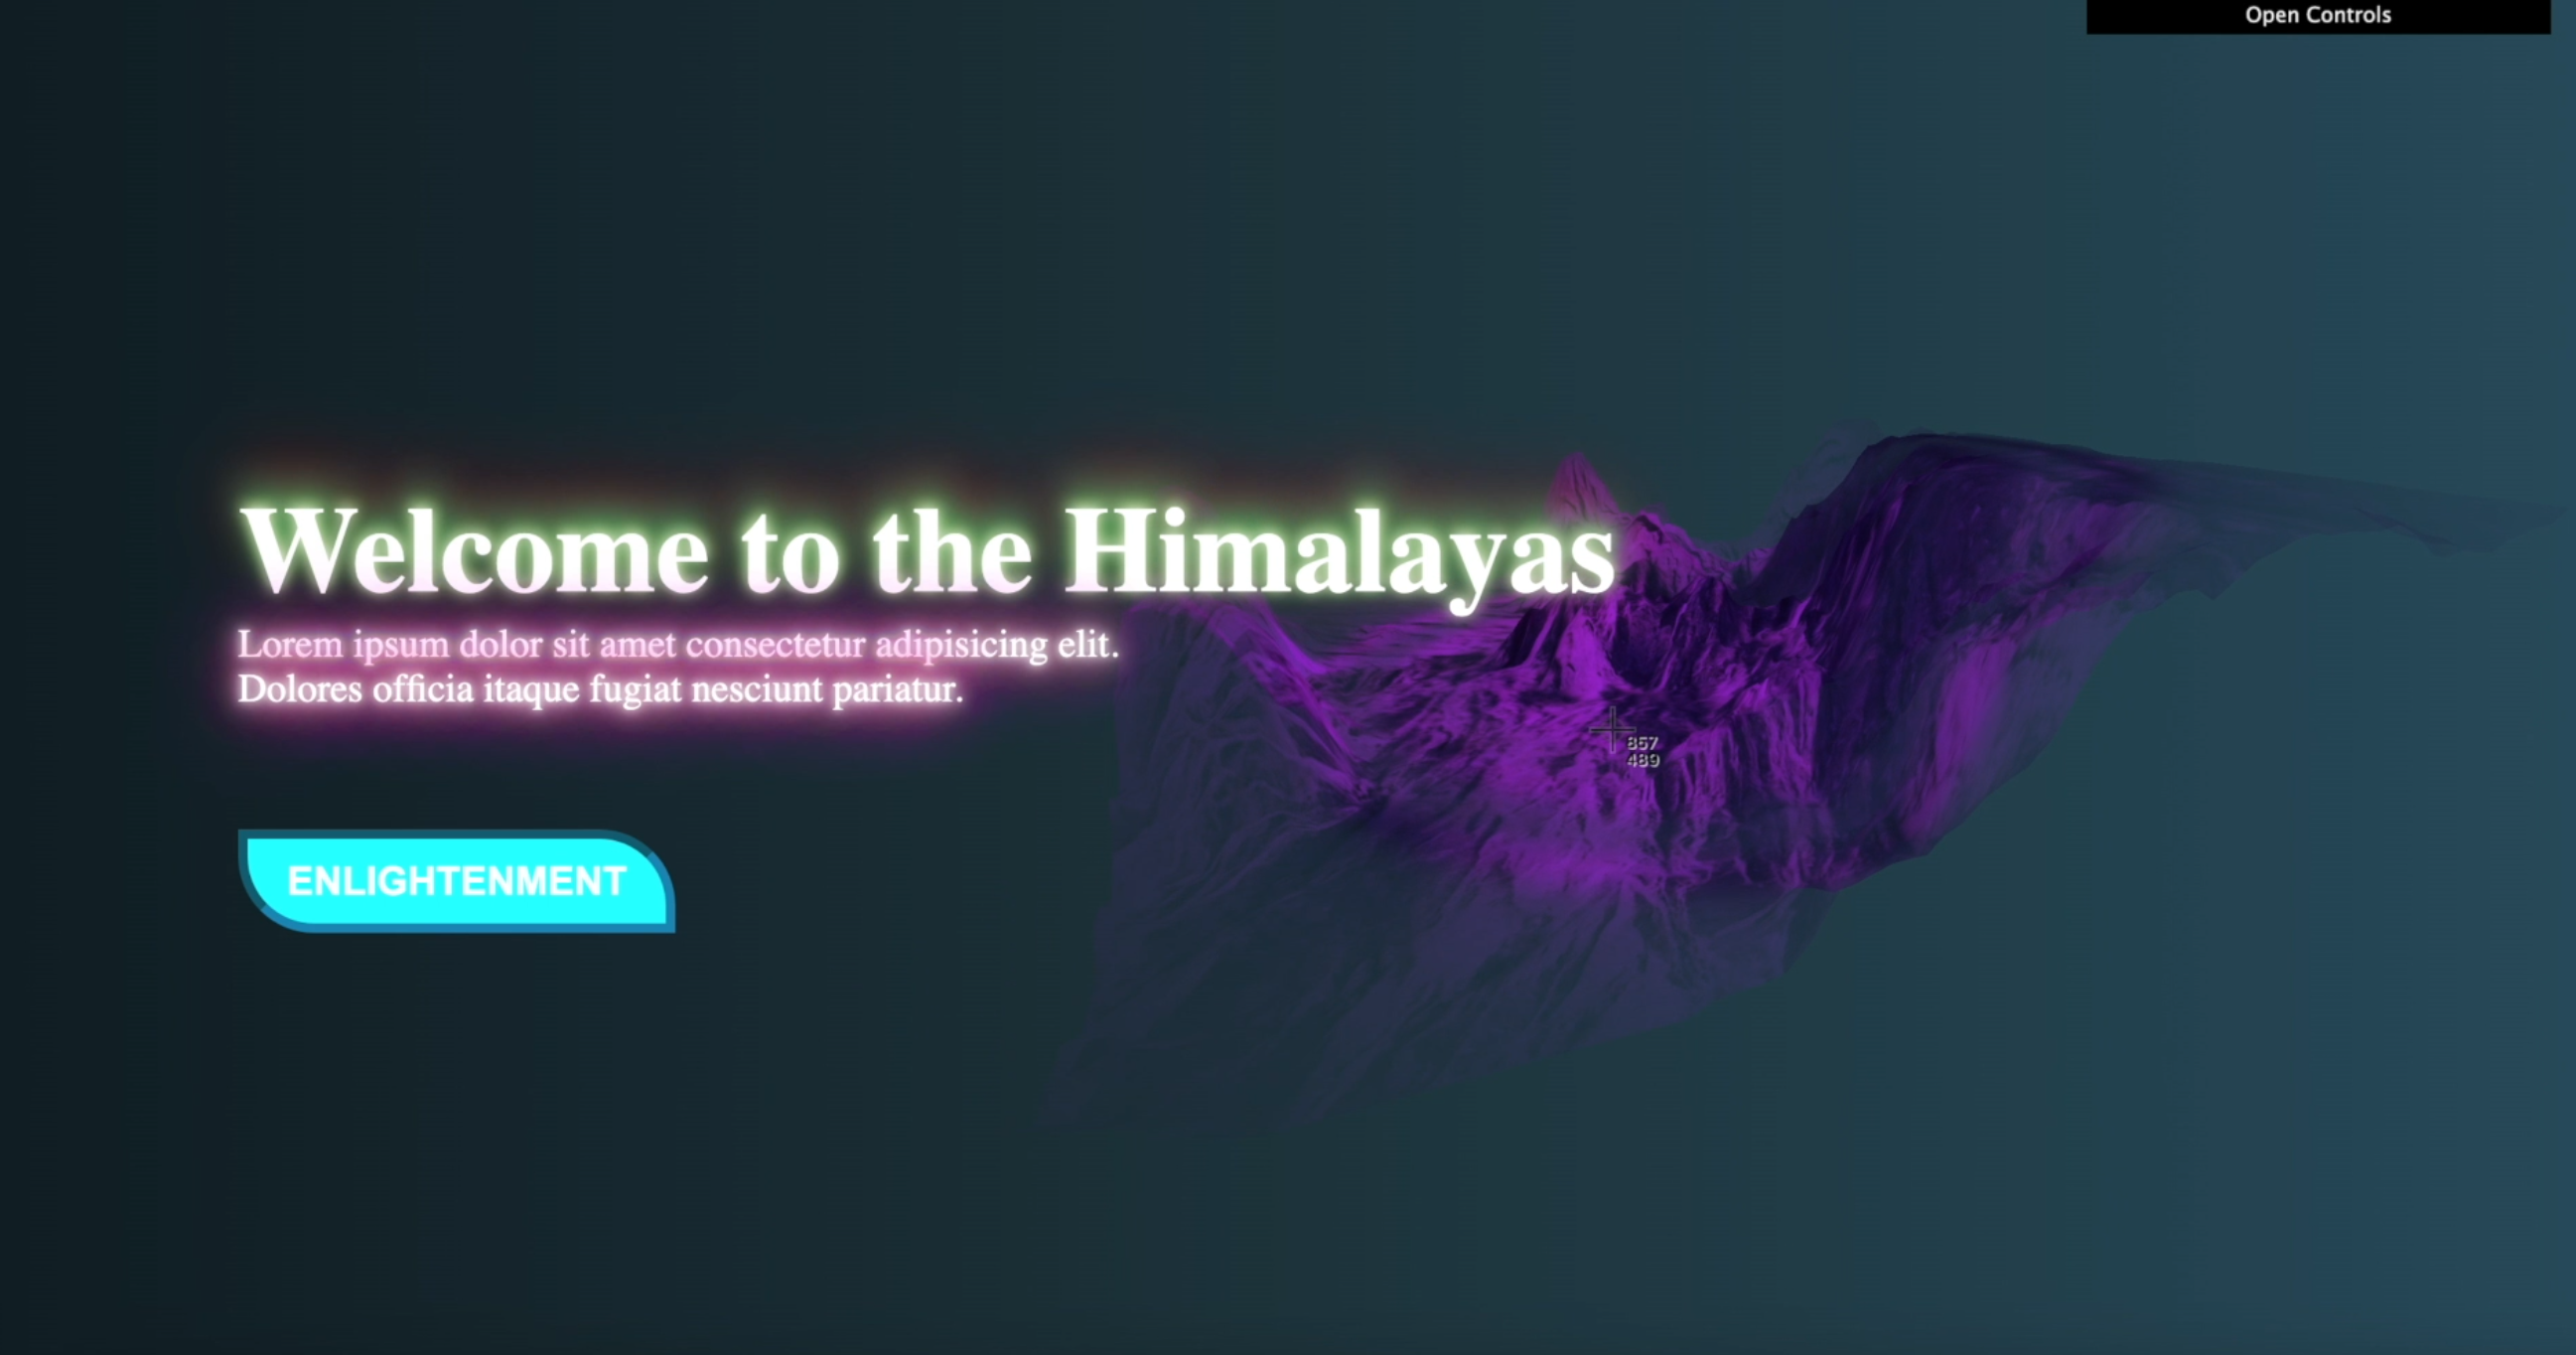 Open Controls
Welcome to the Himalayas
Lorem ipsum dolor sit amet consectetur adipisicing elit.
Dolores officia itaque fugiat nesciunt pariatur.
857
489
ENLIGHTENMENT